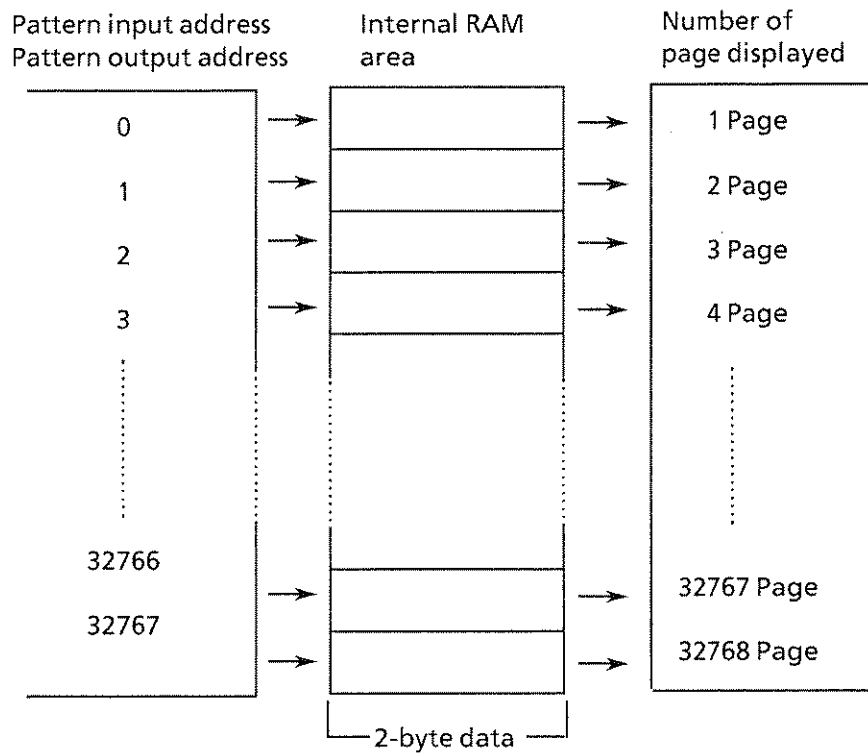 Pattern input address
Pattern output address
Internal RAM
area
Number of
page displayed
0
1 Page
1
2 Page
2
3 Page
3
4 Page
32766
32767 Page
32767
32768 Page
2-byte data